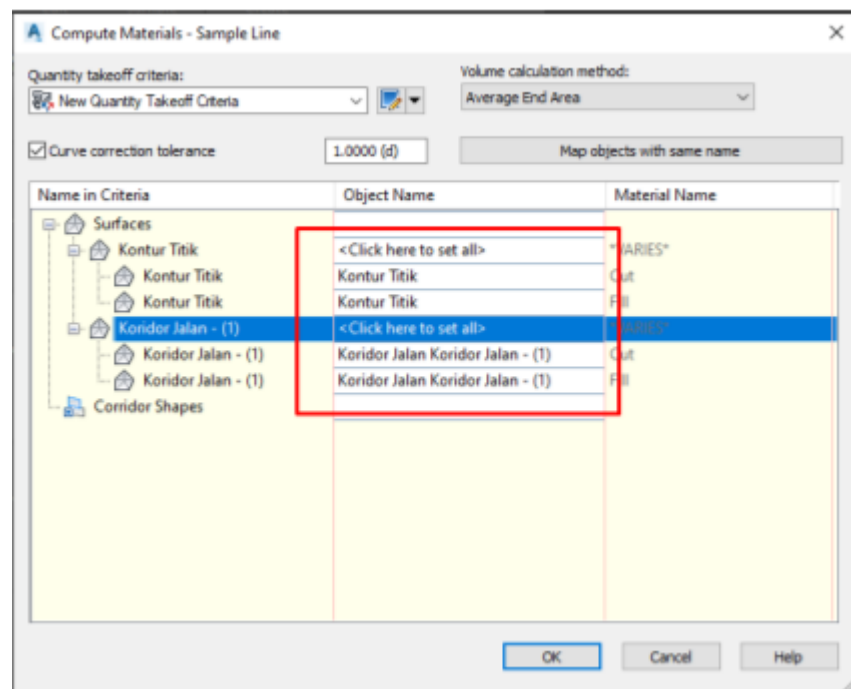 Compute Materials - Sample Line
Quantity takeoff criteria:
Volume calculation method:
New Quantity Takeoff Criteria
Average End Area
Curve correction tolerance
1.0000 (d)
Map objects with same name
Name in Criteria Object Name Material Name
Surfaces
Kontur Titik <Click here to set all> *VARIES*
Kontur Titik Kontur Titik Cut
Kontur Titik Kontur Titik Fill
Koridor Jalan - (1) <Click here to set all> *VARIES*
Koridor Jalan - (1) Koridor Jalan Koridor Jalan - (1) Cut
Koridor Jalan - (1) Koridor Jalan Koridor Jalan - (1) Fill
Corridor Shapes
OK Cancel Help